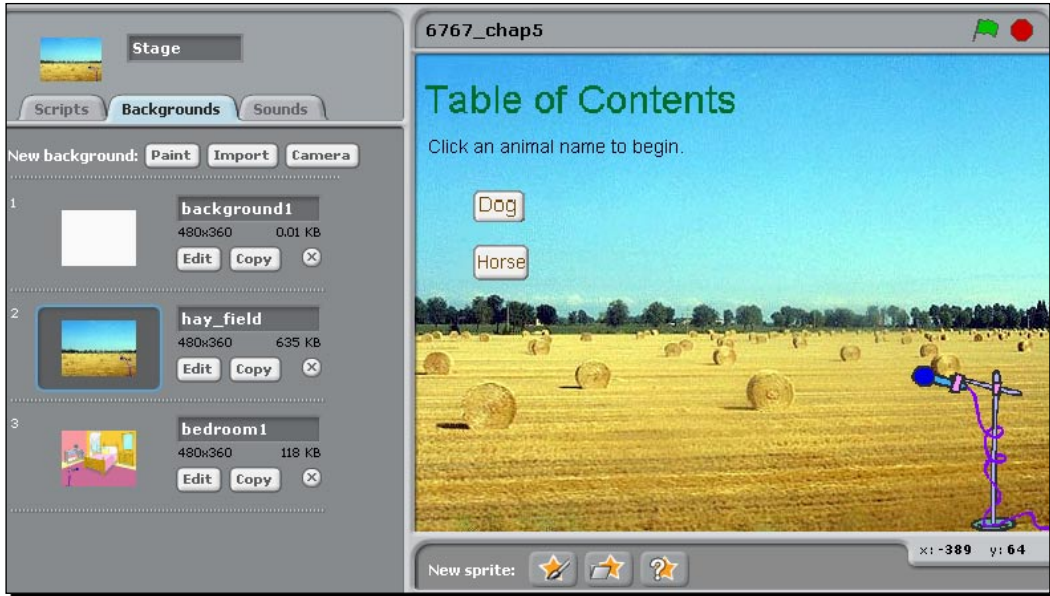 Stage
Scripts
Backgrounds
Sounds
New background:
Paint
Import
Camera
1
background1
480x360 0.01 KB
Edit
Copy
2
hay_field
480x360 635 KB
Edit
Copy
3
bedroom1
480x360 118 KB
Edit
Copy
6767_chap5
Table of Contents
Click an animal name to begin.
Dog
Horse
New sprite:
x: -389 y: 64